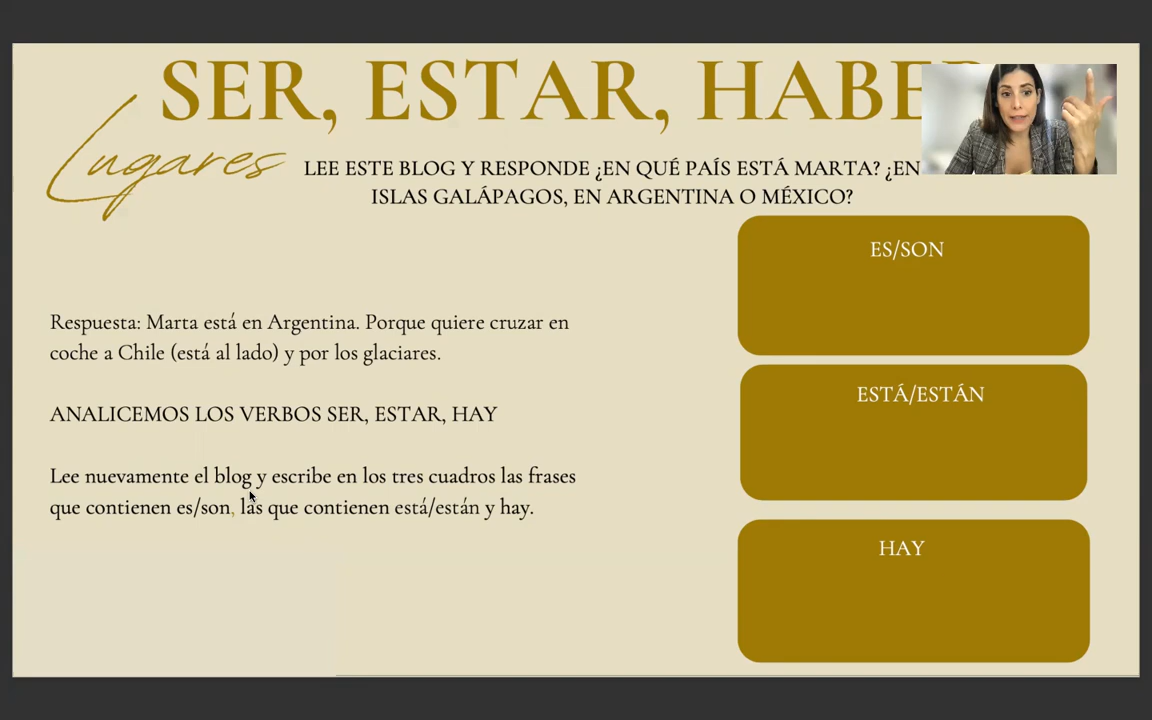 SER, ESTAR, HABER
Lugares
LEE ESTE BLOG Y RESPONDE ¿EN QUÉ PAÍS ESTÁ MARTA? ¿EN
ISLAS GALÁPAGOS, EN ARGENTINA O MÉXICO?
ES/SON
Respuesta: Marta está en Argentina. Porque quiere cruzar en
coche a Chile (está al lado) y por los glaciares.
ESTÁ/ESTÁN
ANALICEMOS LOS VERBOS SER, ESTAR, HAY
Lee nuevamente el blog y escribe en los tres cuadros las frases
que contienen es/son, las que contienen está/están y hay.
HAY